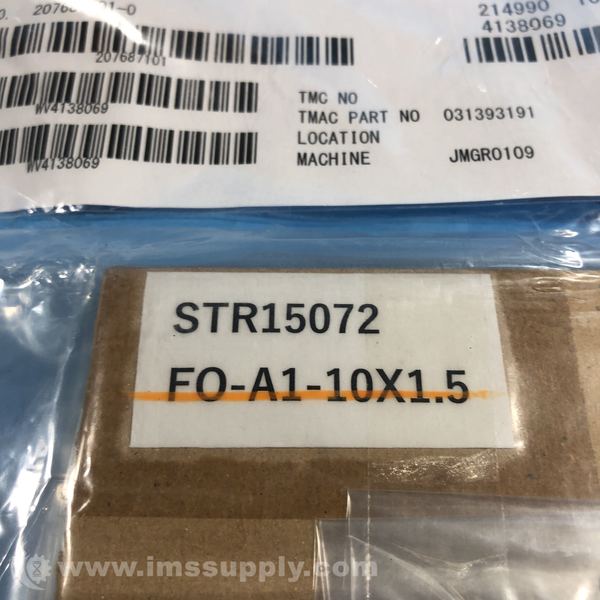 214990
4138069
207687101
WV4138069
WV4138069
TMC NO
TMAC PART NO 031393191
LOCATION
MACHINE JMGR0109
STR15072
FO-A1-10X1.5
www.imssupply.com